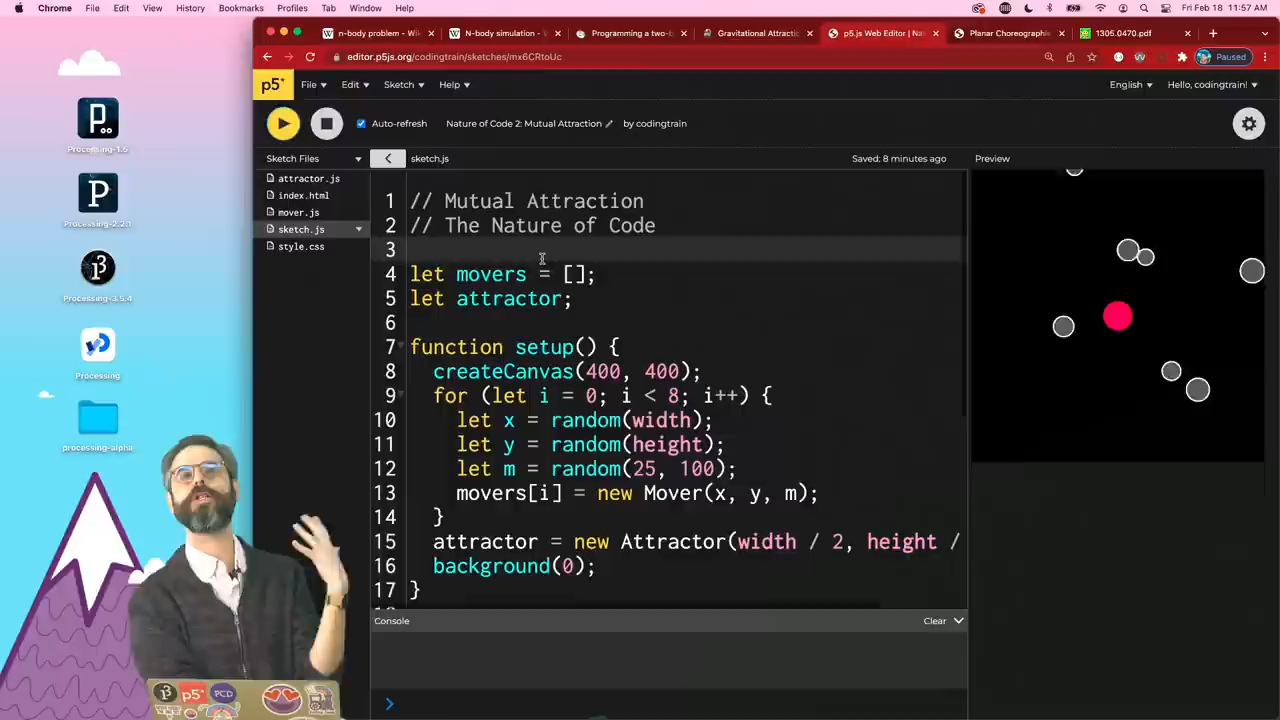 Chrome File Edit View History Bookmarks Profiles Tab Window Help Fri Feb 18 11:57 AM
n-body problem - Wik N-body simulation - W Programming a two-b Gravitational Attractio p5.js Web Editor | Na Planar Choreographie 1305.0470.pdf
editor.p5js.org/codingtrain/sketches/mx6CRtoUc Paused
p5* File Edit Sketch Help English Hello, codingtrain!
Auto-refresh Nature of Code 2: Mutual Attraction by codingtrain
Sketch Files sketch.js Saved: 8 minutes ago Preview
attractor.js
index.html
mover.js
sketch.js
style.css
1 // Mutual Attraction
2 // The Nature of Code
3
4 let movers = [];
5 let attractor;
6
7 function setup() {
8 createCanvas(400, 400);
9 for (let i = 0; i < 8; i++) {
10 let x = random(width);
11 let y = random(height);
12 let m = random(25, 100);
13 movers[i] = new Mover(x, y, m);
14 }
15 attractor = new Attractor(width / 2, height /
16 background(0);
17 }
Console Clear
>
P
Processing-1.5
P
Processing-2.2.1
Processing-3.5.4
Processing
processing-alpha
p5* PCD